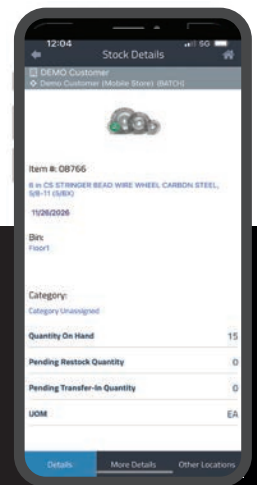 12:04
5G
Stock Details
DEMO Customer
Demo Customer (Mobile Store) (BATCH)
Item #: 08766
6 in CS STRINGER BEAD WIRE WHEEL CARBON STEEL,
5/8-11 (5/BX)
11/26/2026
Bin:
Floor1
Category:
Category Unassigned
Quantity On Hand 15
Pending Restock Quantity 0
Pending Transfer-In Quantity 0
UOM EA
Details More Details Other Locations